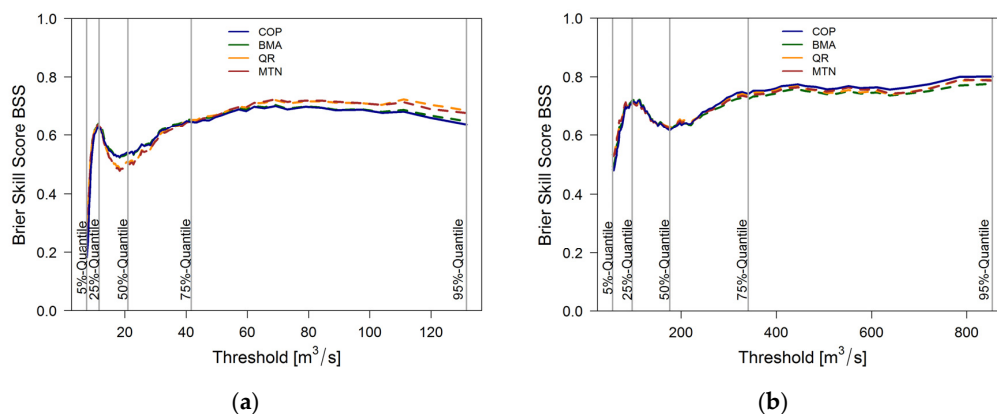 1.0
0.8
0.6
0.4
0.2
0.0
Brier Skill Score BSS
COP
BMA
QR
MTN
5%-Quantile
25%-Quantile
50%-Quantile
75%-Quantile
95%-Quantile
20 40 60 80 100 120
Threshold [m³/s]
(a)
1.0
0.8
0.6
0.4
0.2
0.0
Brier Skill Score BSS
COP
BMA
QR
MTN
5%-Quantile
25%-Quantile
50%-Quantile
75%-Quantile
95%-Quantile
200 400 600 800
Threshold [m³/s]
(b)